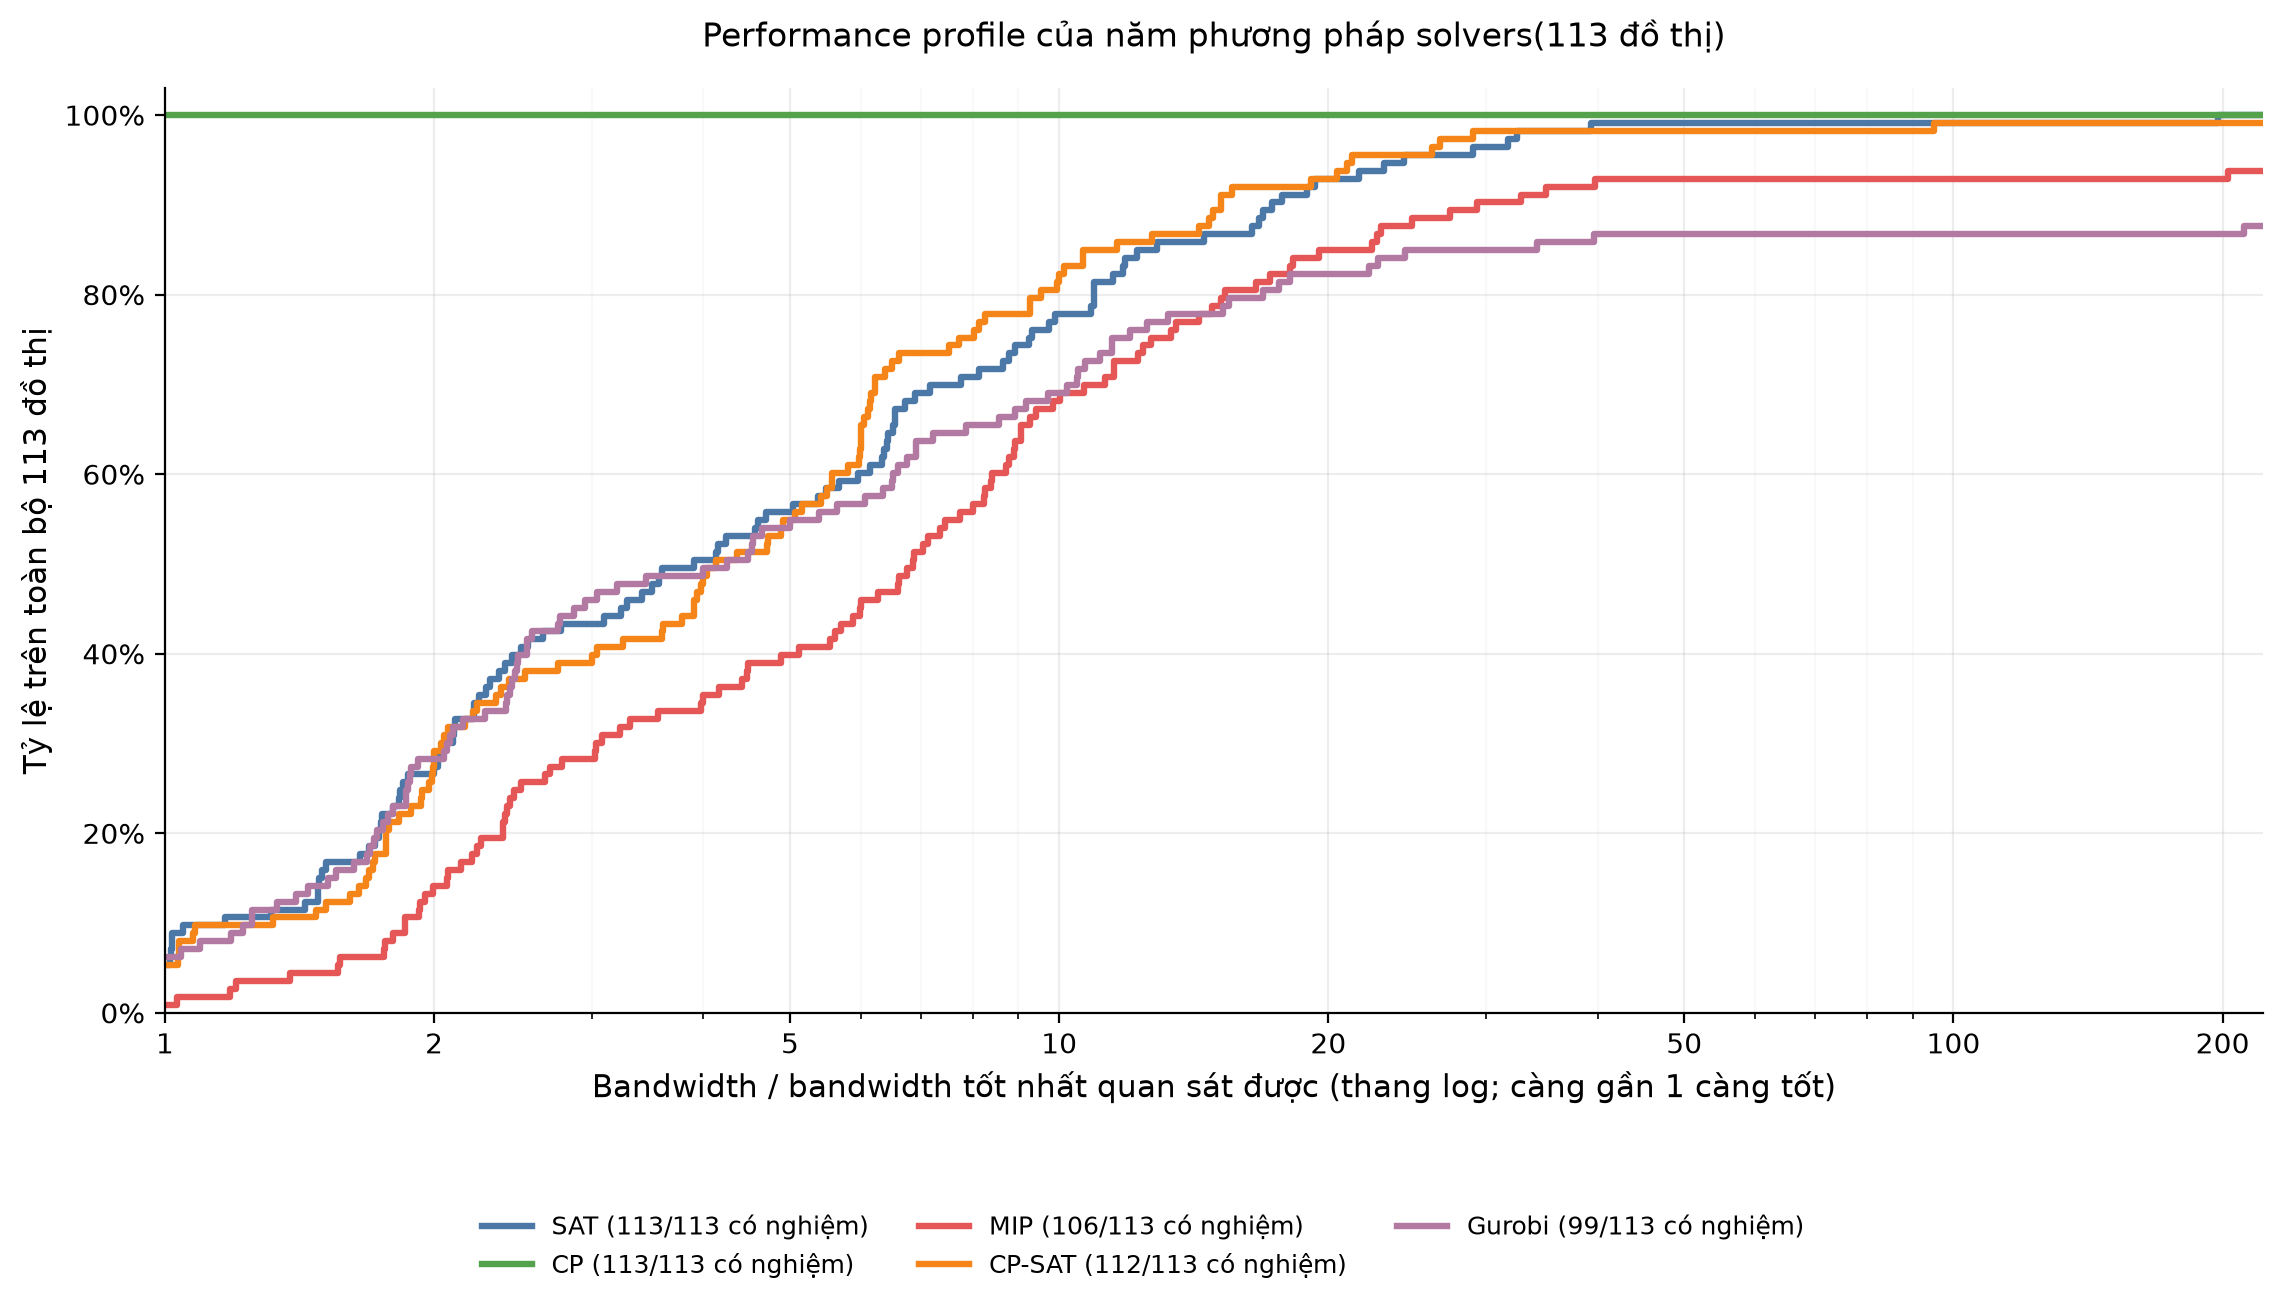 Performance profile của năm phương pháp solvers(113 đồ thị)
100%
80%
60%
40%
20%
0%
Tỷ lệ trên toàn bộ 113 đồ thị
1 2 5 10 20 50 100 200
Bandwidth / bandwidth tốt nhất quan sát được (thang log; càng gần 1 càng tốt)
SAT (113/113 có nghiệm) MIP (106/113 có nghiệm) Gurobi (99/113 có nghiệm)
CP (113/113 có nghiệm) CP-SAT (112/113 có nghiệm)